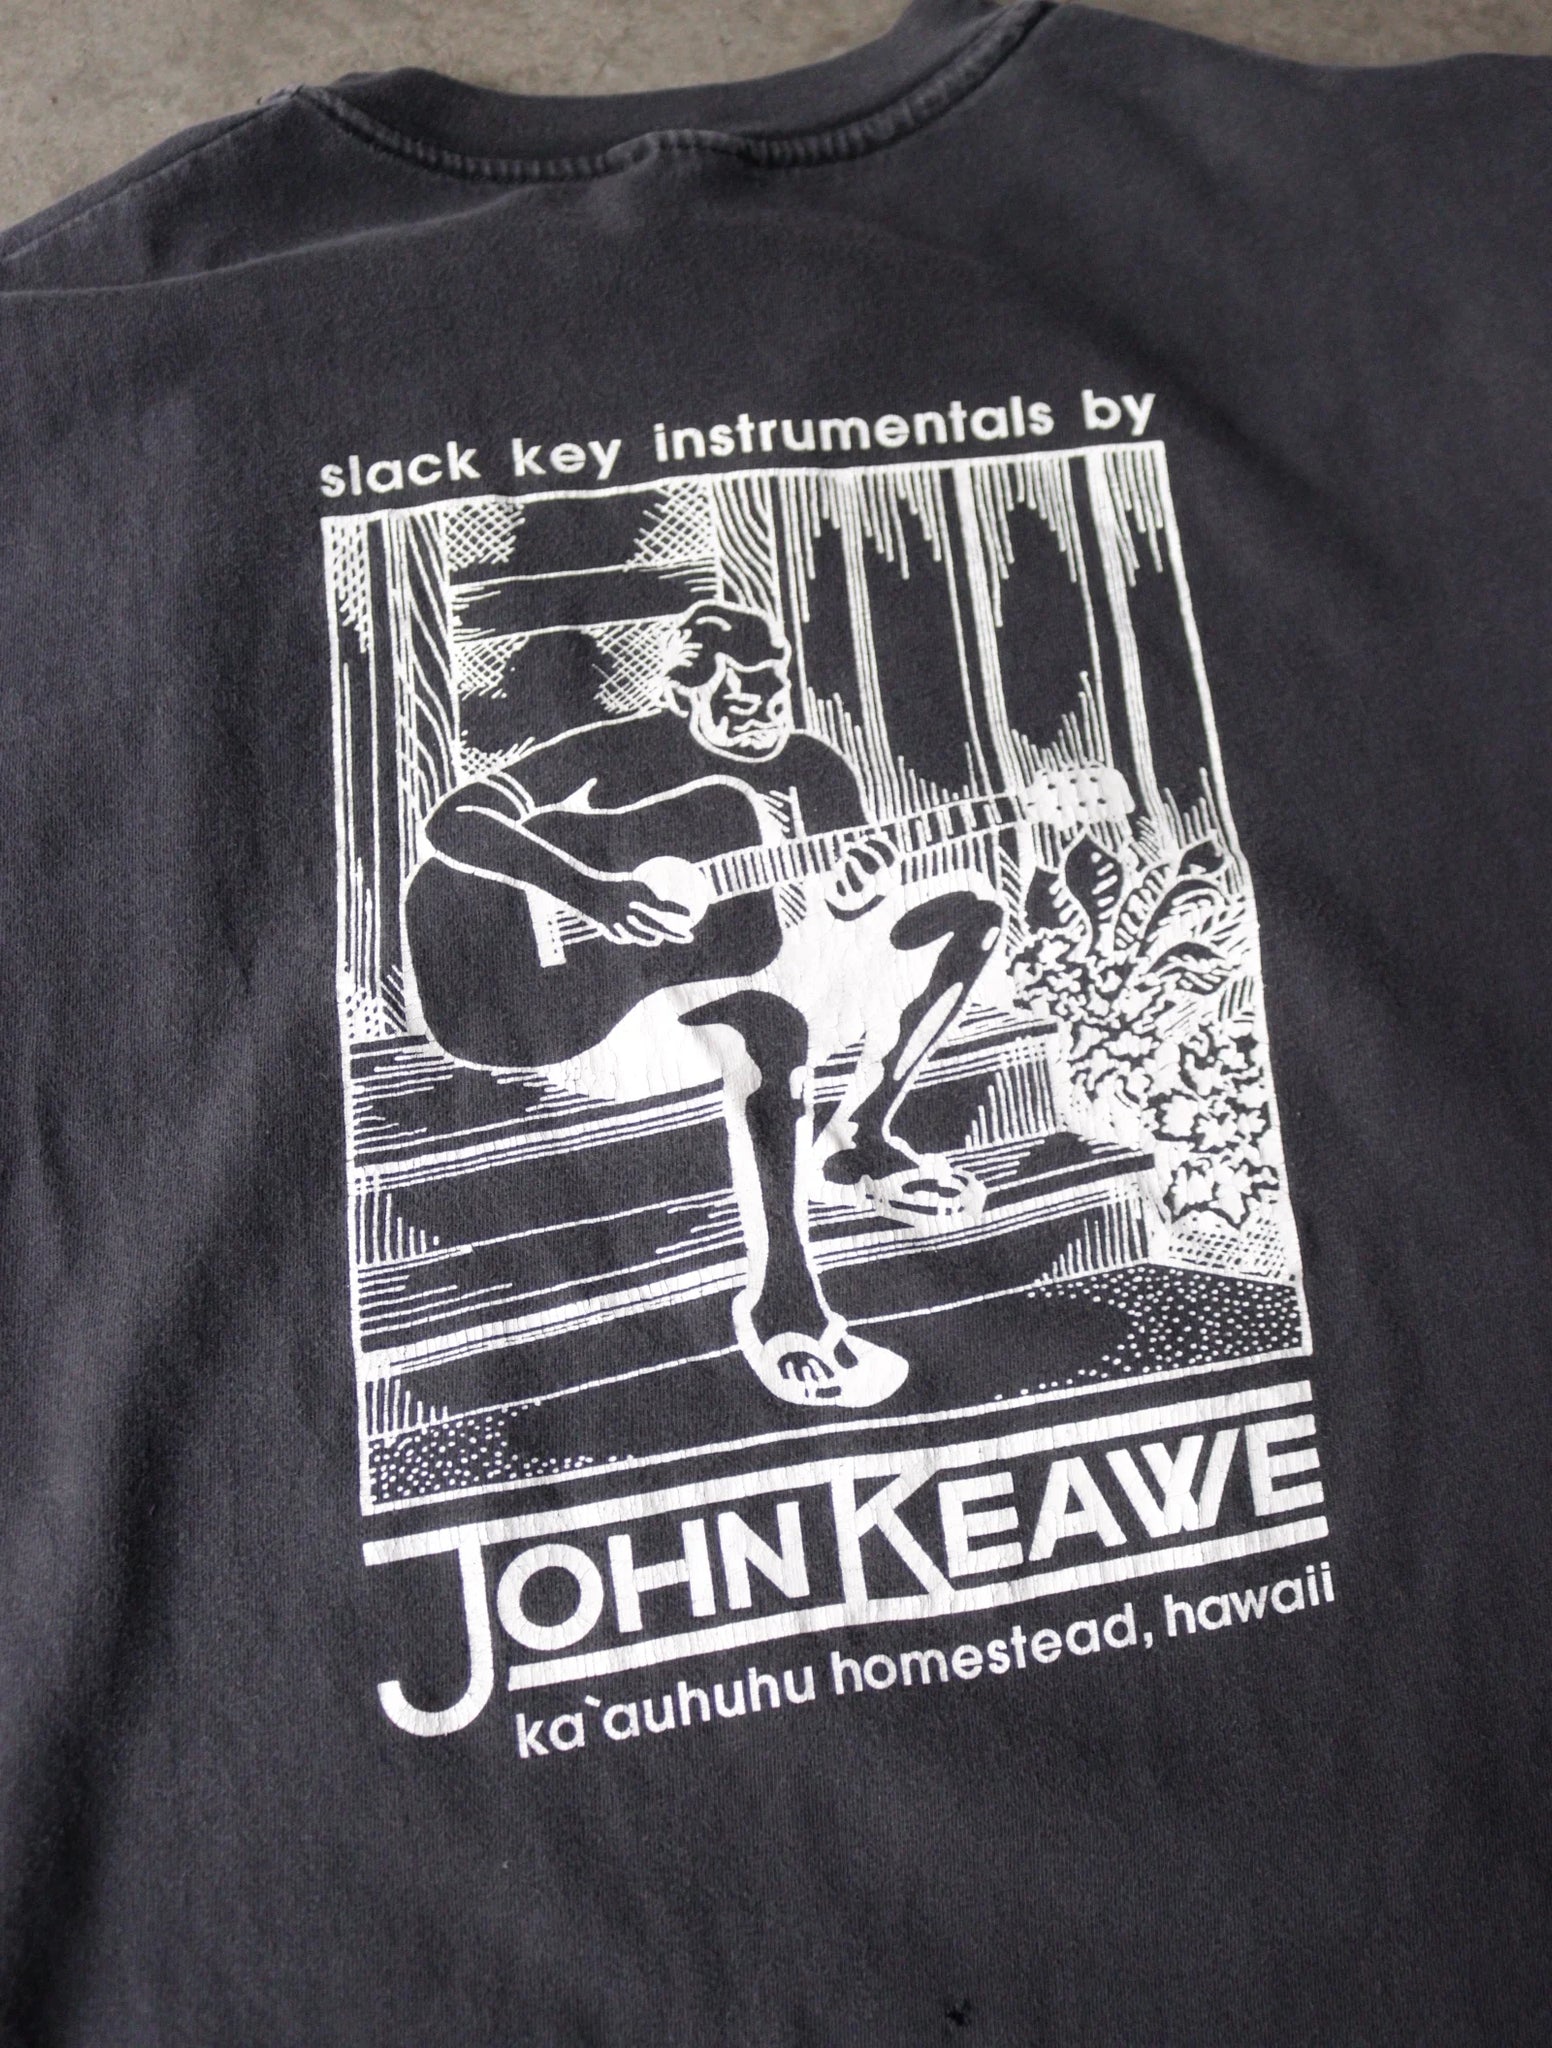 slack key instrumentals by
JOHN KEAWE
ka`auhuhu homestead, hawaii